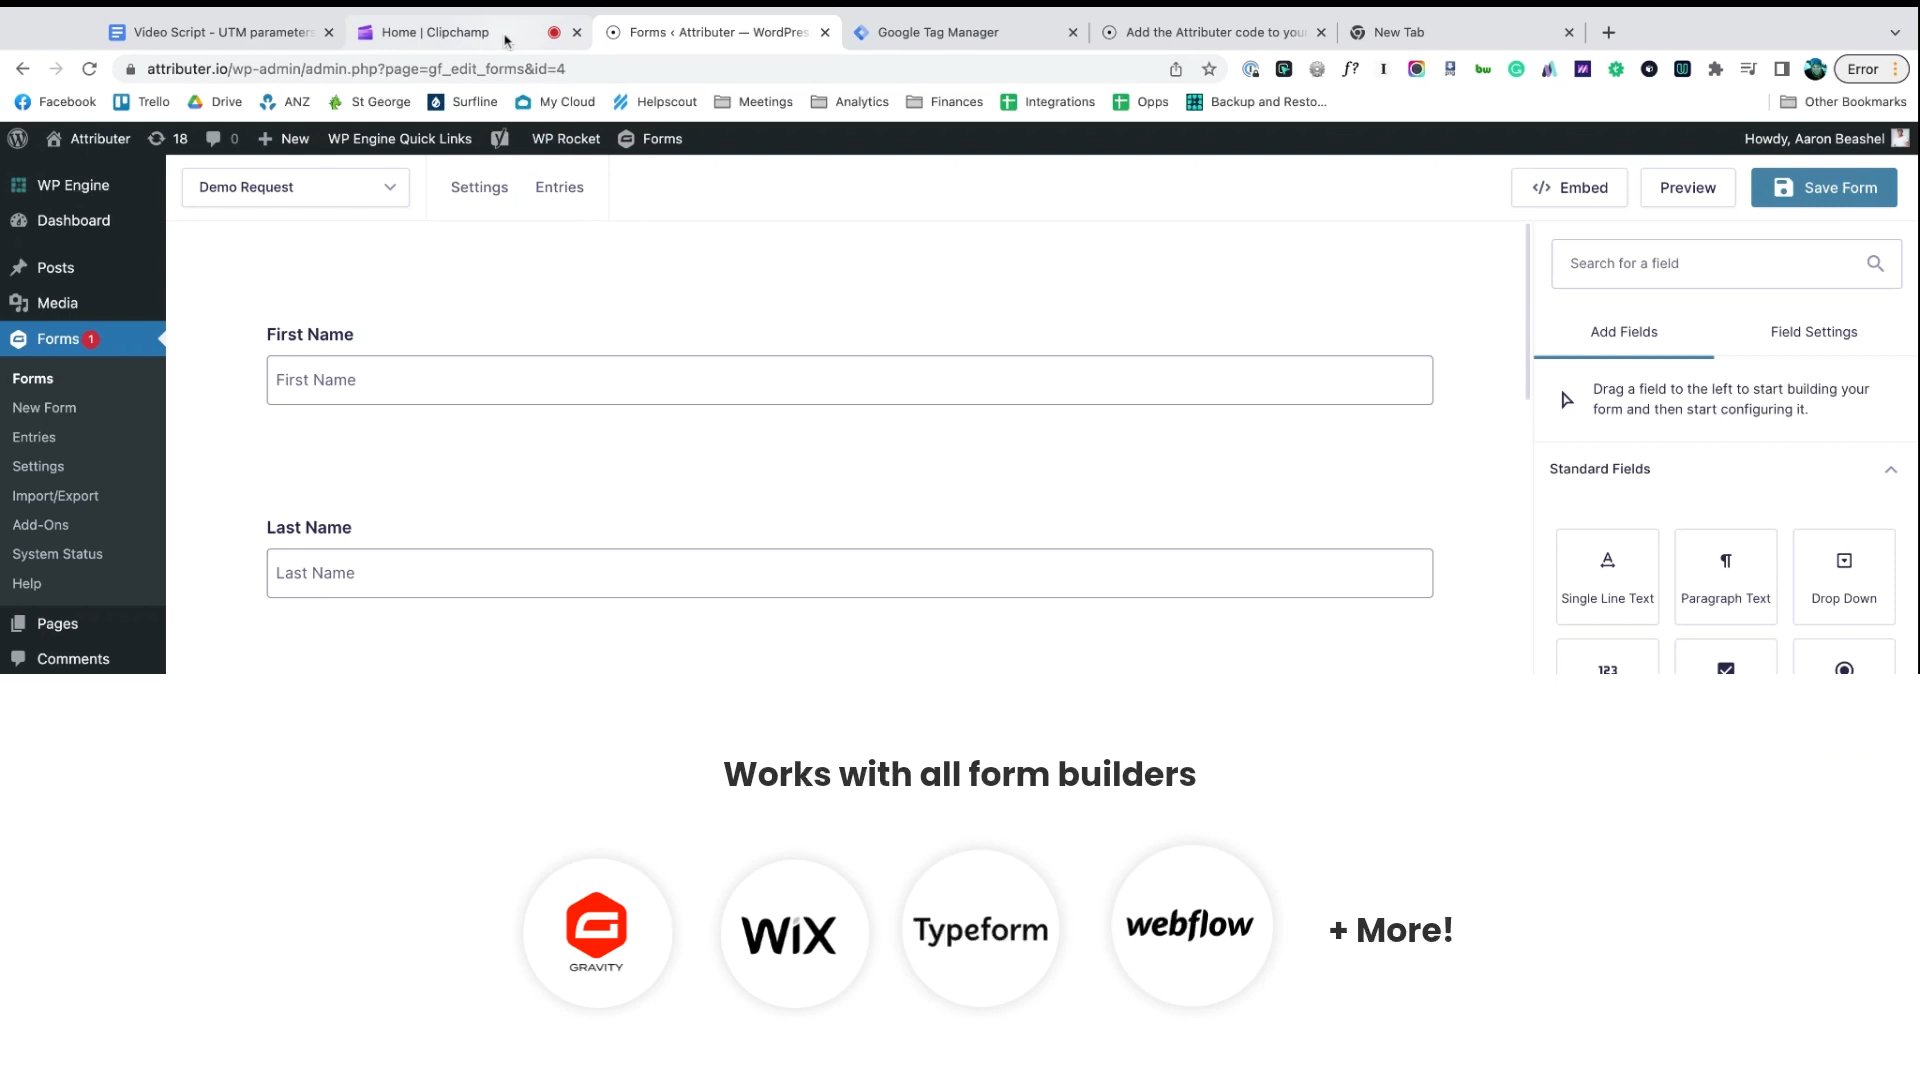 Video Script - UTM parameters
Home | Clipchamp
Forms ‹ Attributer — WordPres
Google Tag Manager
Add the Attributer code to you
New Tab
attributer.io/wp-admin/admin.php?page=gf_edit_forms&id=4
f?
bw
Error
Facebook
Trello
Drive
ANZ
St George
Surfline
My Cloud
Helpscout
Meetings
Analytics
Finances
Integrations
Opps
Backup and Resto...
Other Bookmarks
Attributer
18
0
New
WP Engine Quick Links
WP Rocket
Forms
Howdy, Aaron Beashel
WP Engine
Dashboard
Posts
Media
Forms 1
Forms
New Form
Entries
Settings
Import/Export
Add-Ons
System Status
Help
Pages
Comments
Demo Request
Settings
Entries
</> Embed
Preview
Save Form
First Name
First Name
Last Name
Last Name
Search for a field
Add Fields
Field Settings
Drag a field to the left to start building your
form and then start configuring it.
Standard Fields
Single Line Text
Paragraph Text
Drop Down
123
Works with all form builders
GRAVITY
WiX
Typeform
webflow
+ More!